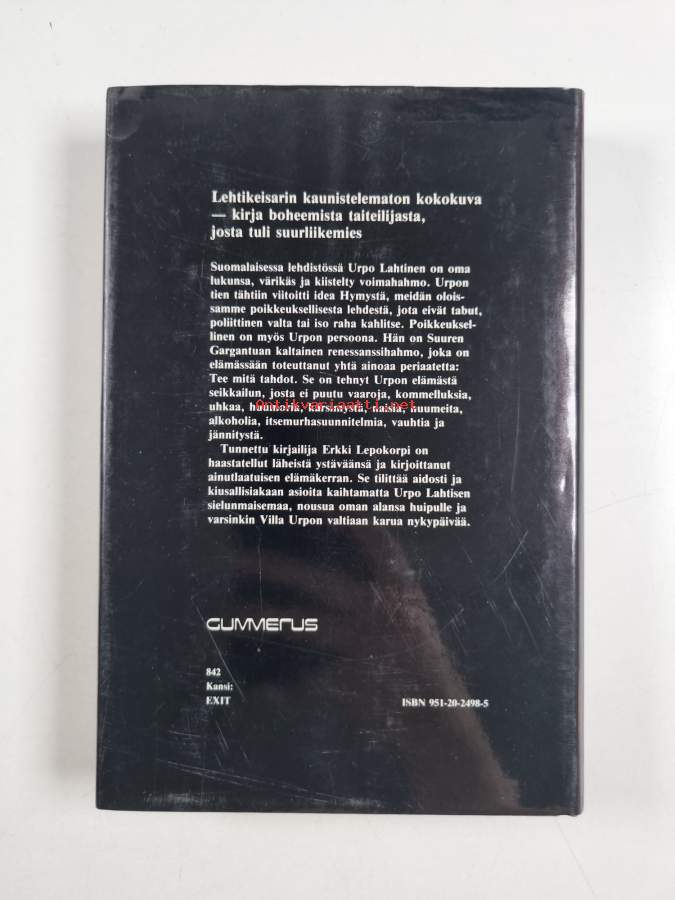 Lehtikeisarin kaunistelematon kokokuva
— kirja boheemista taiteilijasta,
josta tuli suurliikemies
Suomalaisessa lehdistössä Urpo Lahtinen on oma
lukunsa, värikäs ja kiistelty voimahahmo. Urpon
tien tähtiin viitoitti idea Hymystä, meidän olois-
samme poikkeuksellisesta lehdestä, jota eivät tabut,
poliittinen valta tai iso raha kahlitse. Poikkeuksel-
linen on myös Urpon persoona. Hän on Suuren
Gargantuan kaltainen renessanssihahmo, joka on
elämässään toteuttanut yhtä ainoaa periaatetta:
Tee mitä tahdot. Se on tehnyt Urpon elämästä
seikkailun, josta ei puutu vaaroja, kommelluksia,
uhkaa, huumoria, kärsimystä, naisia, huumeita,
Antikvariaatti.net
alkoholia, itsemurhasuunnitelmia, vauhtia ja
jännitystä.
Tunnettu kirjailija Erkki Lepokorpi on
haastatellut läheistä ystäväänsä ja kirjoittanut
ainutlaatuisen elämäkerran. Se tilittää aidosti ja
kiusallisiakaan asioita kaihtamatta Urpo Lahtisen
sielunmaisemaa, nousua oman alansa huipulle ja
varsinkin Villa Urpon valtiaan karua nykypäivää.
GUMMERUS
842
Kansi:
EXIT
ISBN 951-20-2498-5